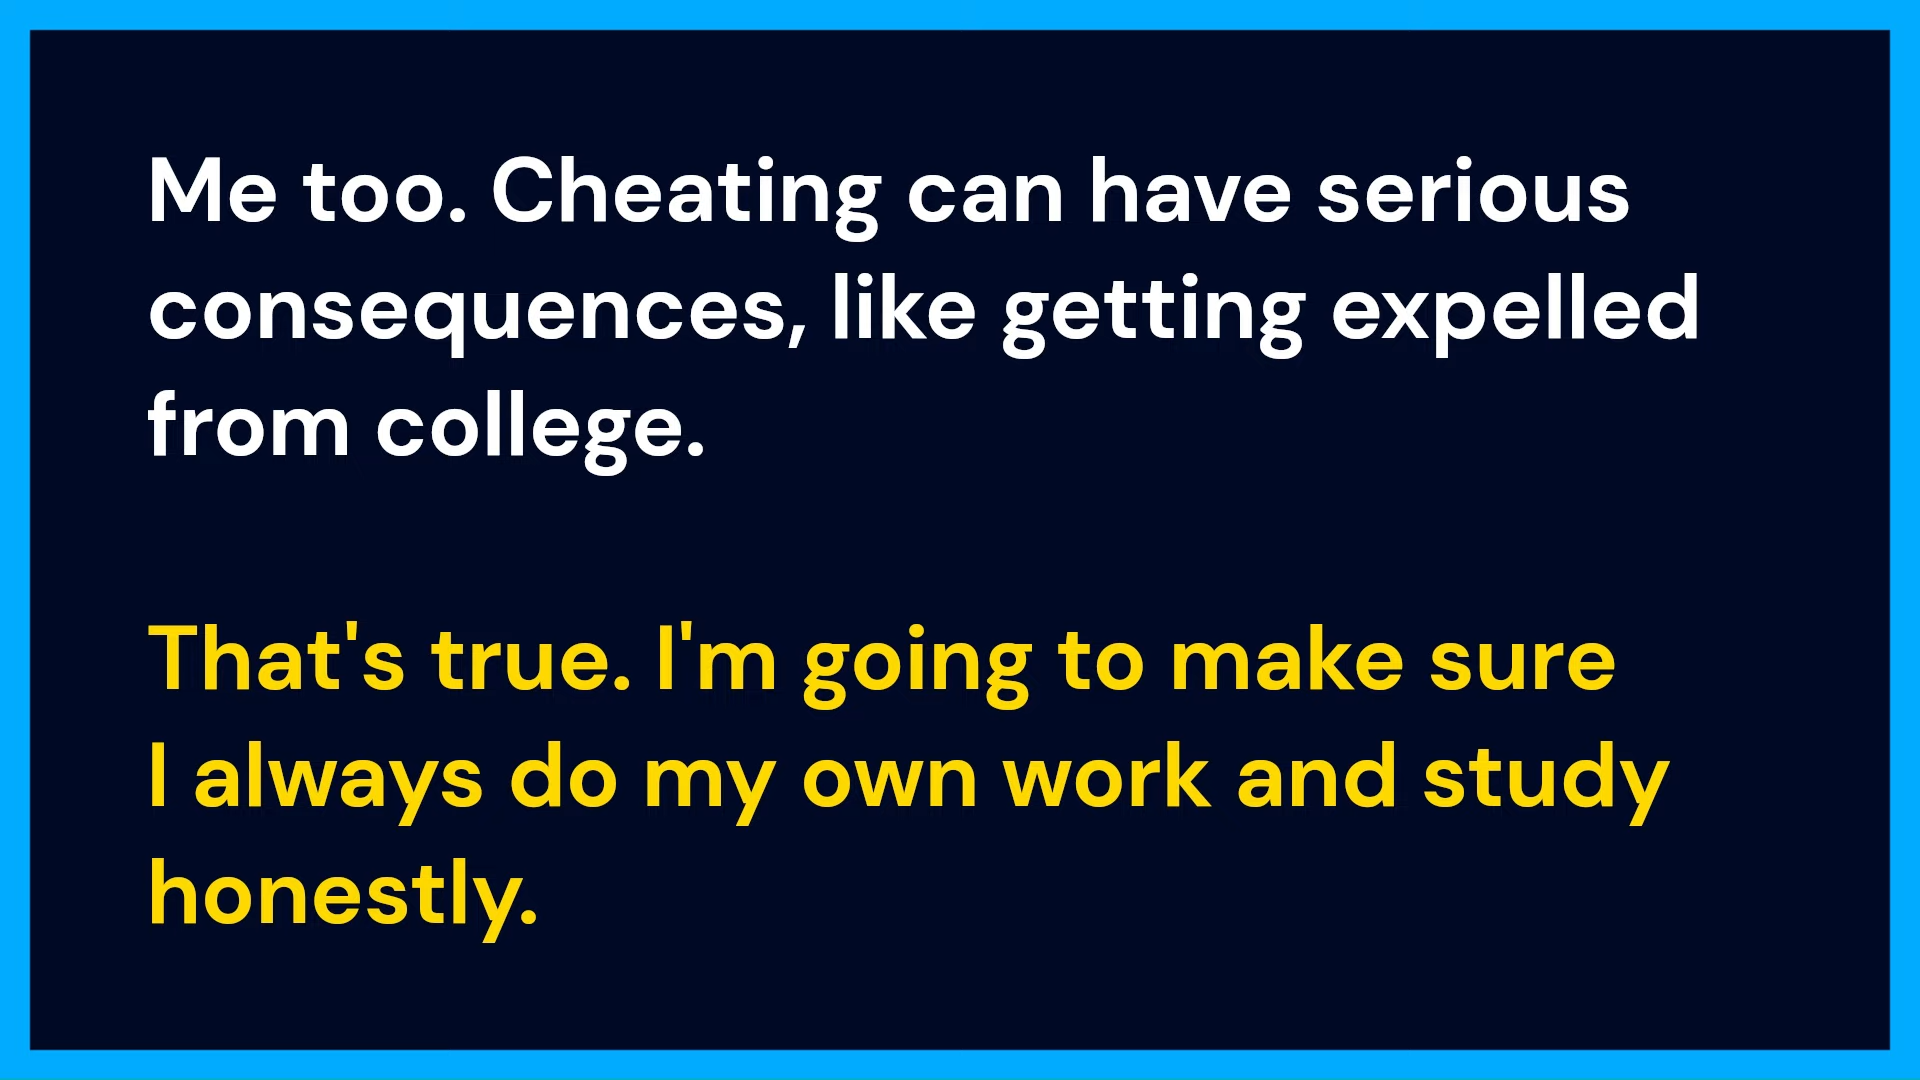 Me too. Cheating can have serious
consequences, like getting expelled
from college.
That's true. I'm going to make sure
I always do my own work and study
honestly.